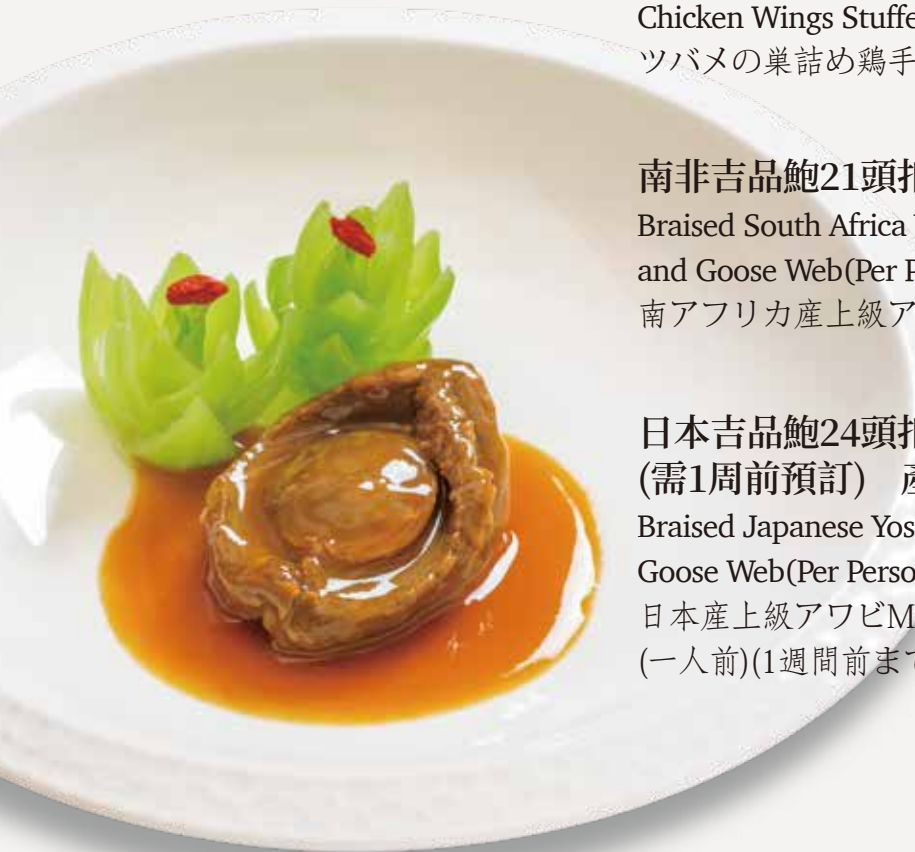 Chicken Wings Stuffe
ツバメの巣詰め鶏手
南非吉品鮑21頭
Braised South Africa
and Goose Web(Per P
南アフリカ産上級ア
日本吉品鮑24頭
(需1周前預訂) 產
Braised Japanese Yos
Goose Web(Per Perso
日本産上級アワビM
(一人前)(1週間前まで